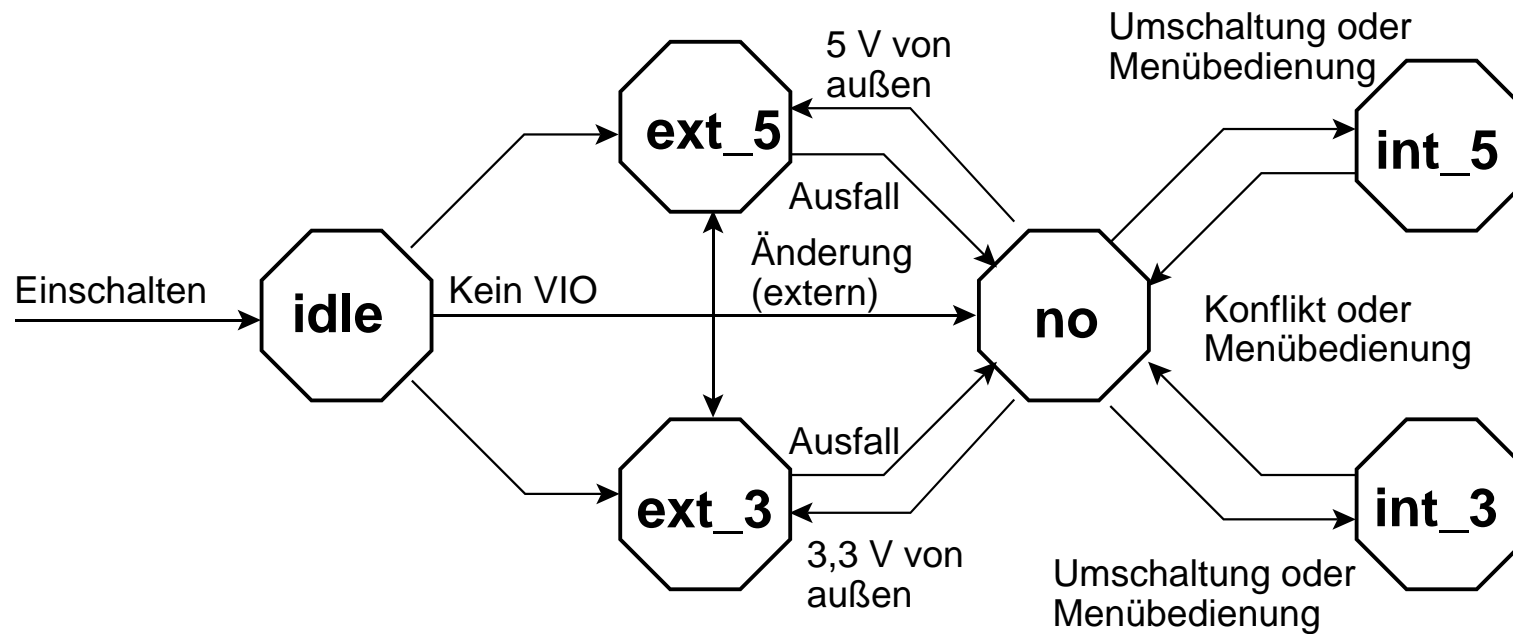 Umschaltung oder
Menübedienung
5 V von
außen
ext_5
int_5
Ausfall
Änderung
(extern)
Einschalten
idle
Kein VIO
no
Konflikt oder
Menübedienung
Ausfall
ext_3
int_3
3,3 V von
außen
Umschaltung oder
Menübedienung